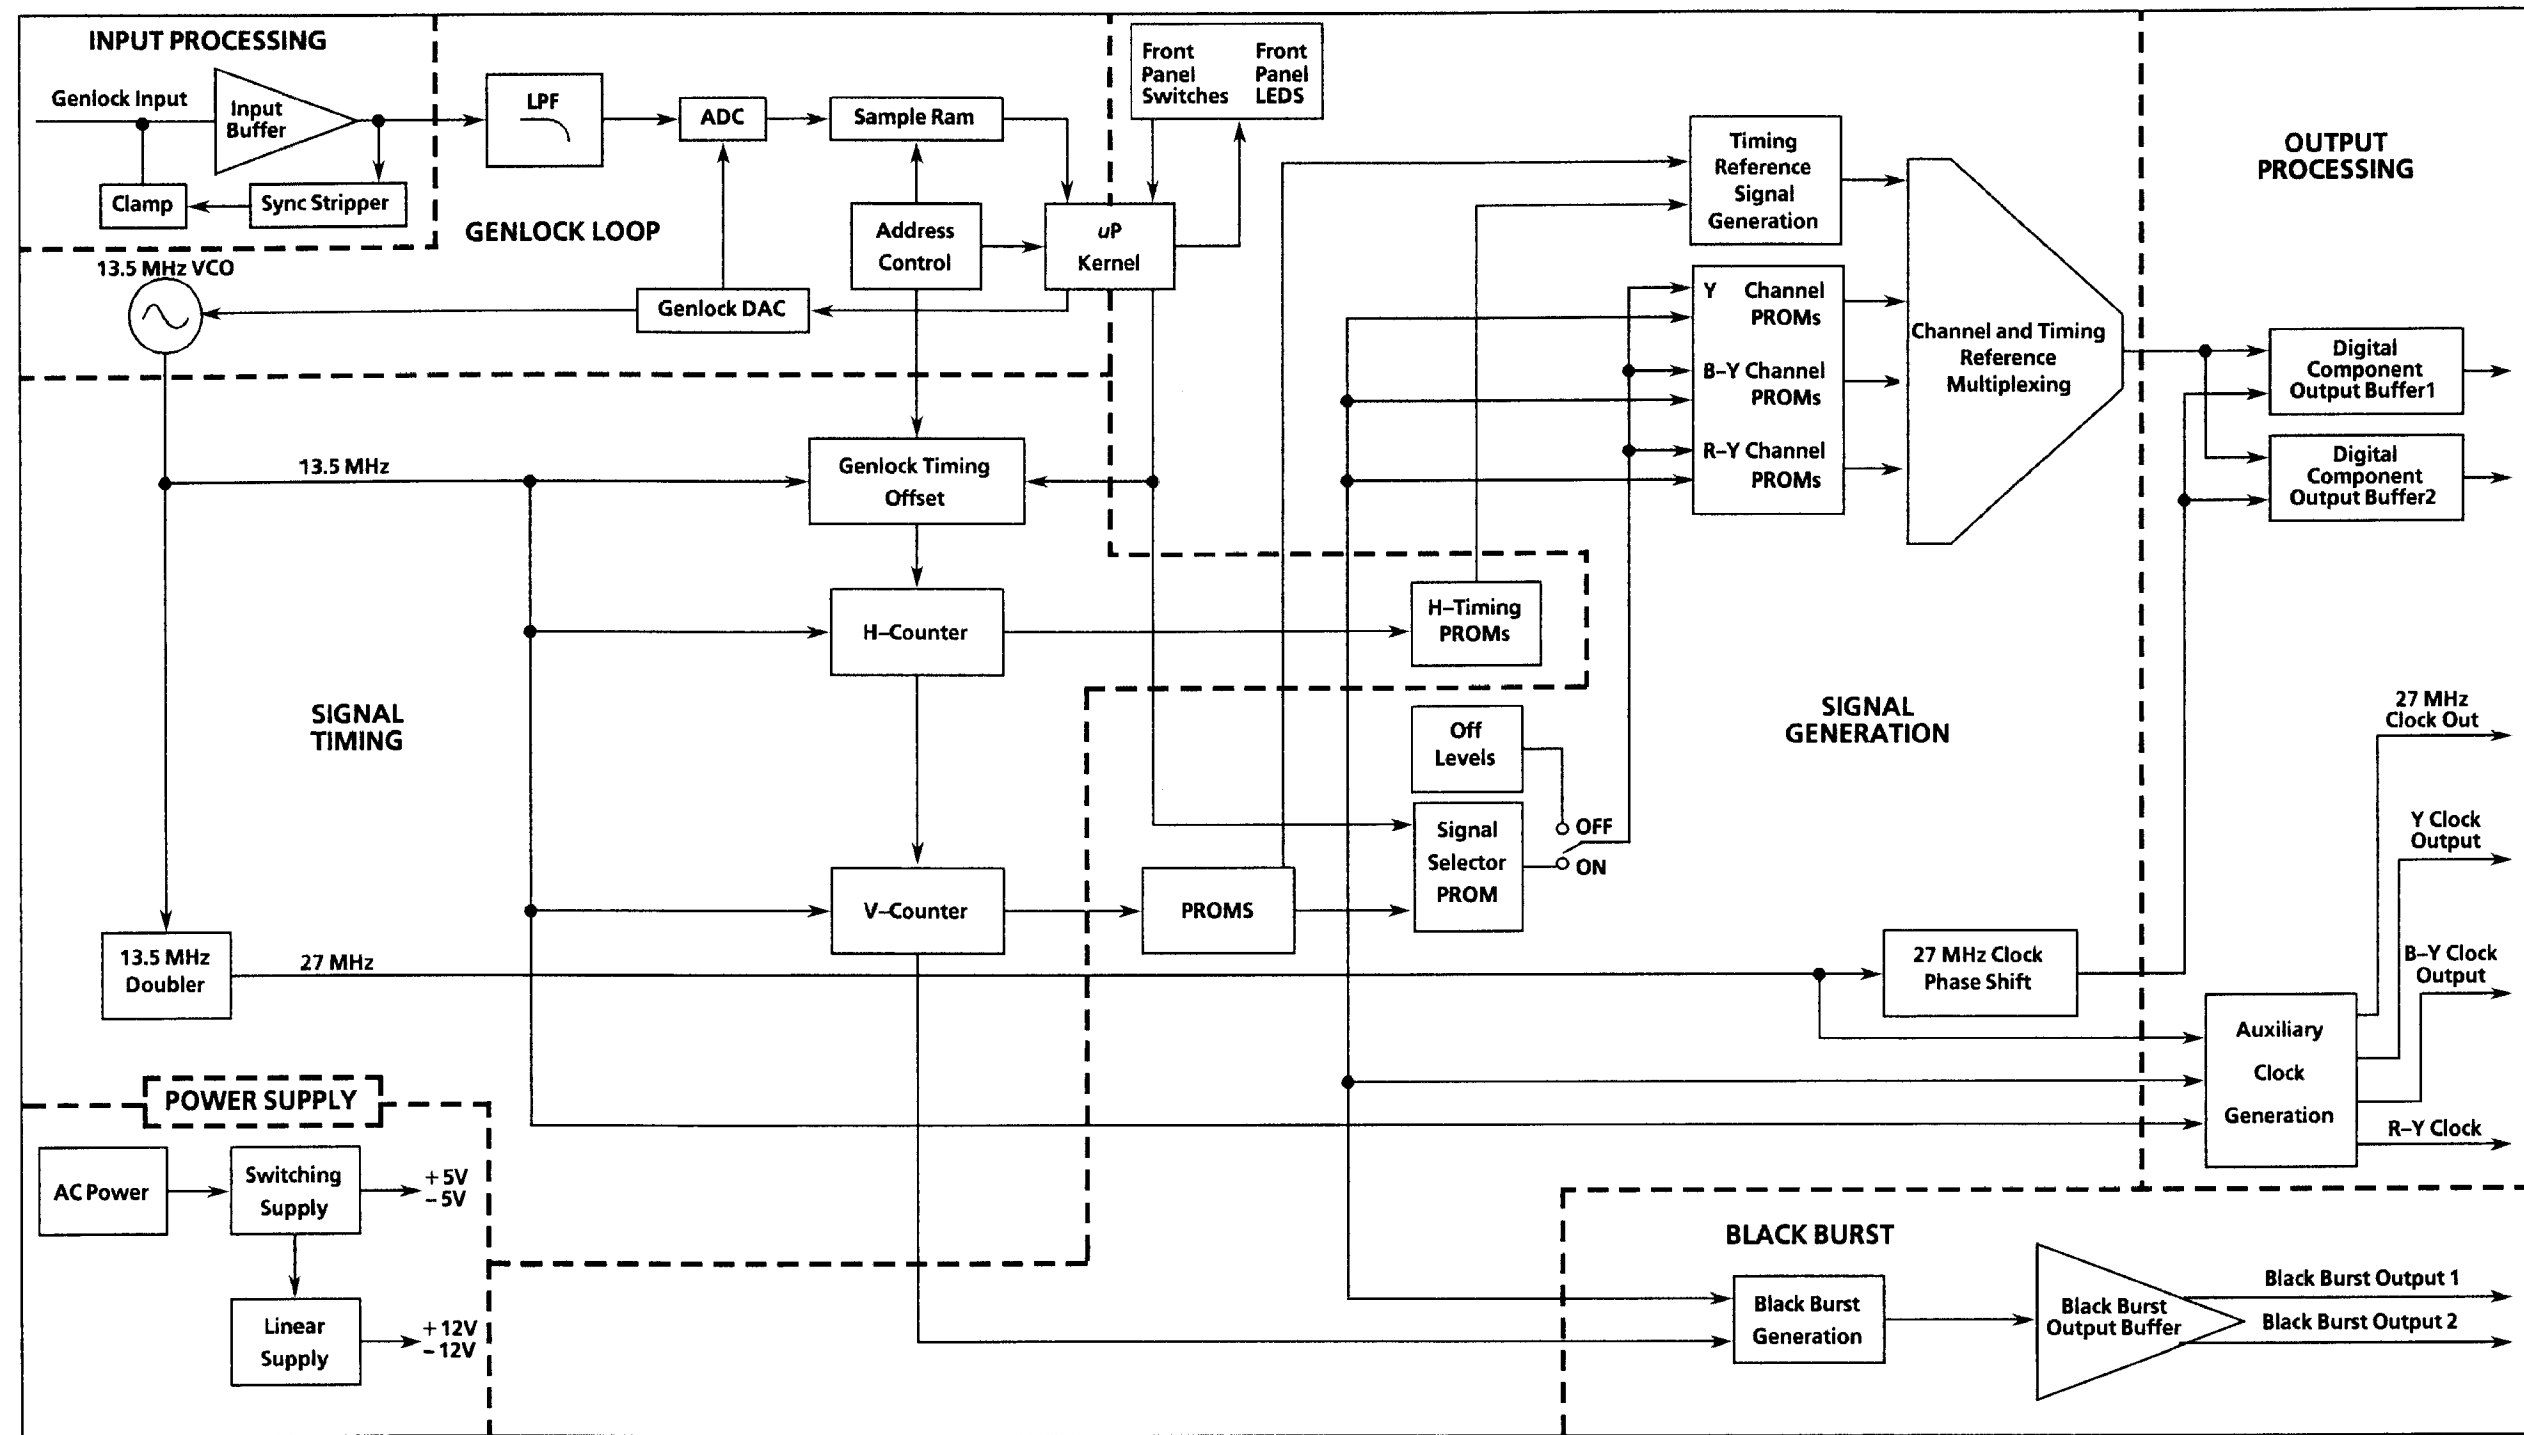 INPUT PROCESSING
Genlock Input
Input
Buffer
Clamp
Sync Stripper
LPF
ADC
Sample Ram
GENLOCK LOOP
Address
Control
uP
Kernel
Genlock DAC
13.5 MHz VCO
Front
Panel
Switches
Front
Panel
LEDS
Timing
Reference
Signal
Generation
Y Channel
PROMs
B–Y Channel
PROMs
R–Y Channel
PROMs
Channel and Timing
Reference
Multiplexing
OUTPUT
PROCESSING
Digital
Component
Output Buffer1
Digital
Component
Output Buffer2
13.5 MHz
Genlock Timing
Offset
H–Counter
H–Timing
PROMs
SIGNAL
TIMING
SIGNAL
GENERATION
Off
Levels
OFF
ON
Signal
Selector
PROM
V–Counter
PROMS
13.5 MHz
Doubler
27 MHz
27 MHz Clock
Phase Shift
27 MHz
Clock Out
Y Clock
Output
B–Y Clock
Output
R–Y Clock
Auxiliary
Clock
Generation
POWER SUPPLY
AC Power
Switching
Supply
+5V
–5V
Linear
Supply
+12V
–12V
BLACK BURST
Black Burst
Generation
Black Burst
Output Buffer
Black Burst Output 1
Black Burst Output 2